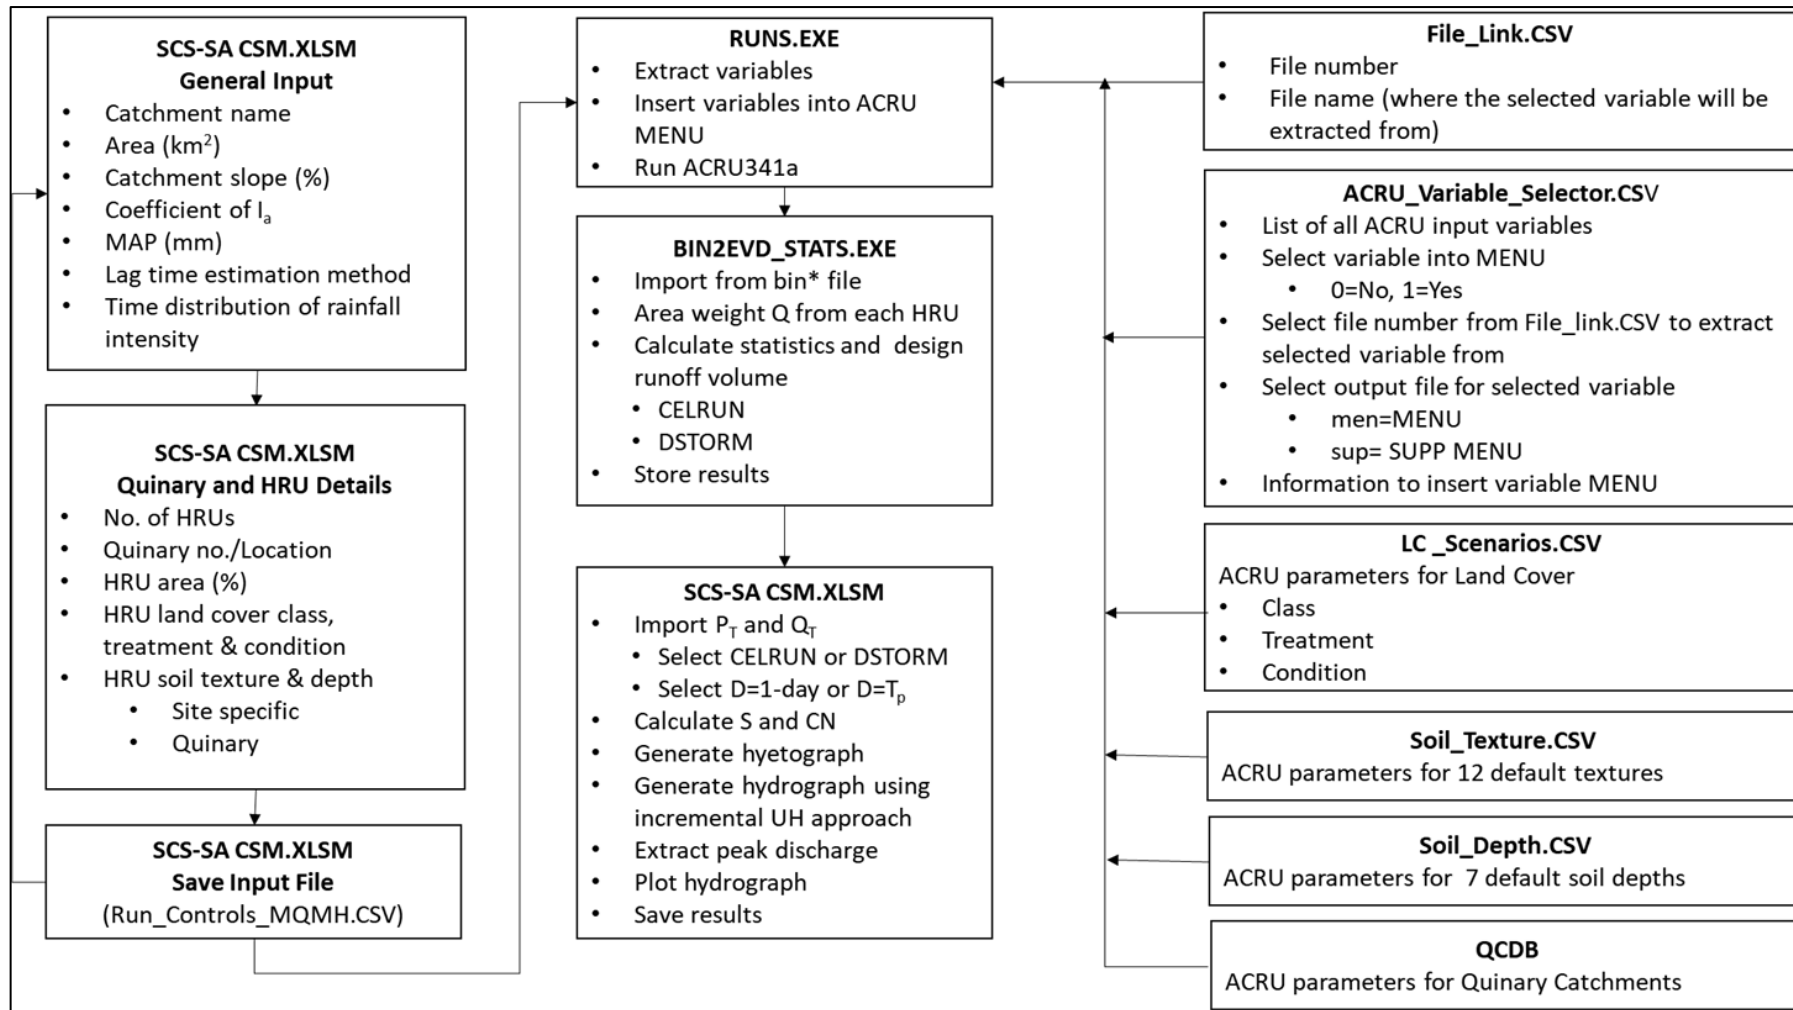 SCS-SA CSM.XLSM
General Input
• Catchment name
• Area (km²)
• Catchment slope (%)
• Coefficient of Iₐ
• MAP (mm)
• Lag time estimation method
• Time distribution of rainfall
intensity
SCS-SA CSM.XLSM
Quinary and HRU Details
• No. of HRUs
• Quinary no./Location
• HRU area (%)
• HRU land cover class,
treatment & condition
• HRU soil texture & depth
• Site specific
• Quinary
SCS-SA CSM.XLSM
Save Input File
(Run_Controls_MQMH.CSV)
RUNS.EXE
• Extract variables
• Insert variables into ACRU
MENU
• Run ACRU341a
BIN2EVD_STATS.EXE
• Import from bin* file
• Area weight Q from each HRU
• Calculate statistics and design
runoff volume
• CELRUN
• DSTORM
• Store results
SCS-SA CSM.XLSM
• Import P_T and Q_T
• Select CELRUN or DSTORM
• Select D=1-day or D=Tₚ
• Calculate S and CN
• Generate hyetograph
• Generate hydrograph using
incremental UH approach
• Extract peak discharge
• Plot hydrograph
• Save results
File_Link.CSV
• File number
• File name (where the selected variable will be
extracted from)
ACRU_Variable_Selector.CSV
• List of all ACRU input variables
• Select variable into MENU
• 0=No, 1=Yes
• Select file number from File_link.CSV to extract
selected variable from
• Select output file for selected variable
• men=MENU
• sup= SUPP MENU
• Information to insert variable MENU
LC _Scenarios.CSV
ACRU parameters for Land Cover
• Class
• Treatment
• Condition
Soil_Texture.CSV
ACRU parameters for 12 default textures
Soil_Depth.CSV
ACRU parameters for 7 default soil depths
QCDB
ACRU parameters for Quinary Catchments